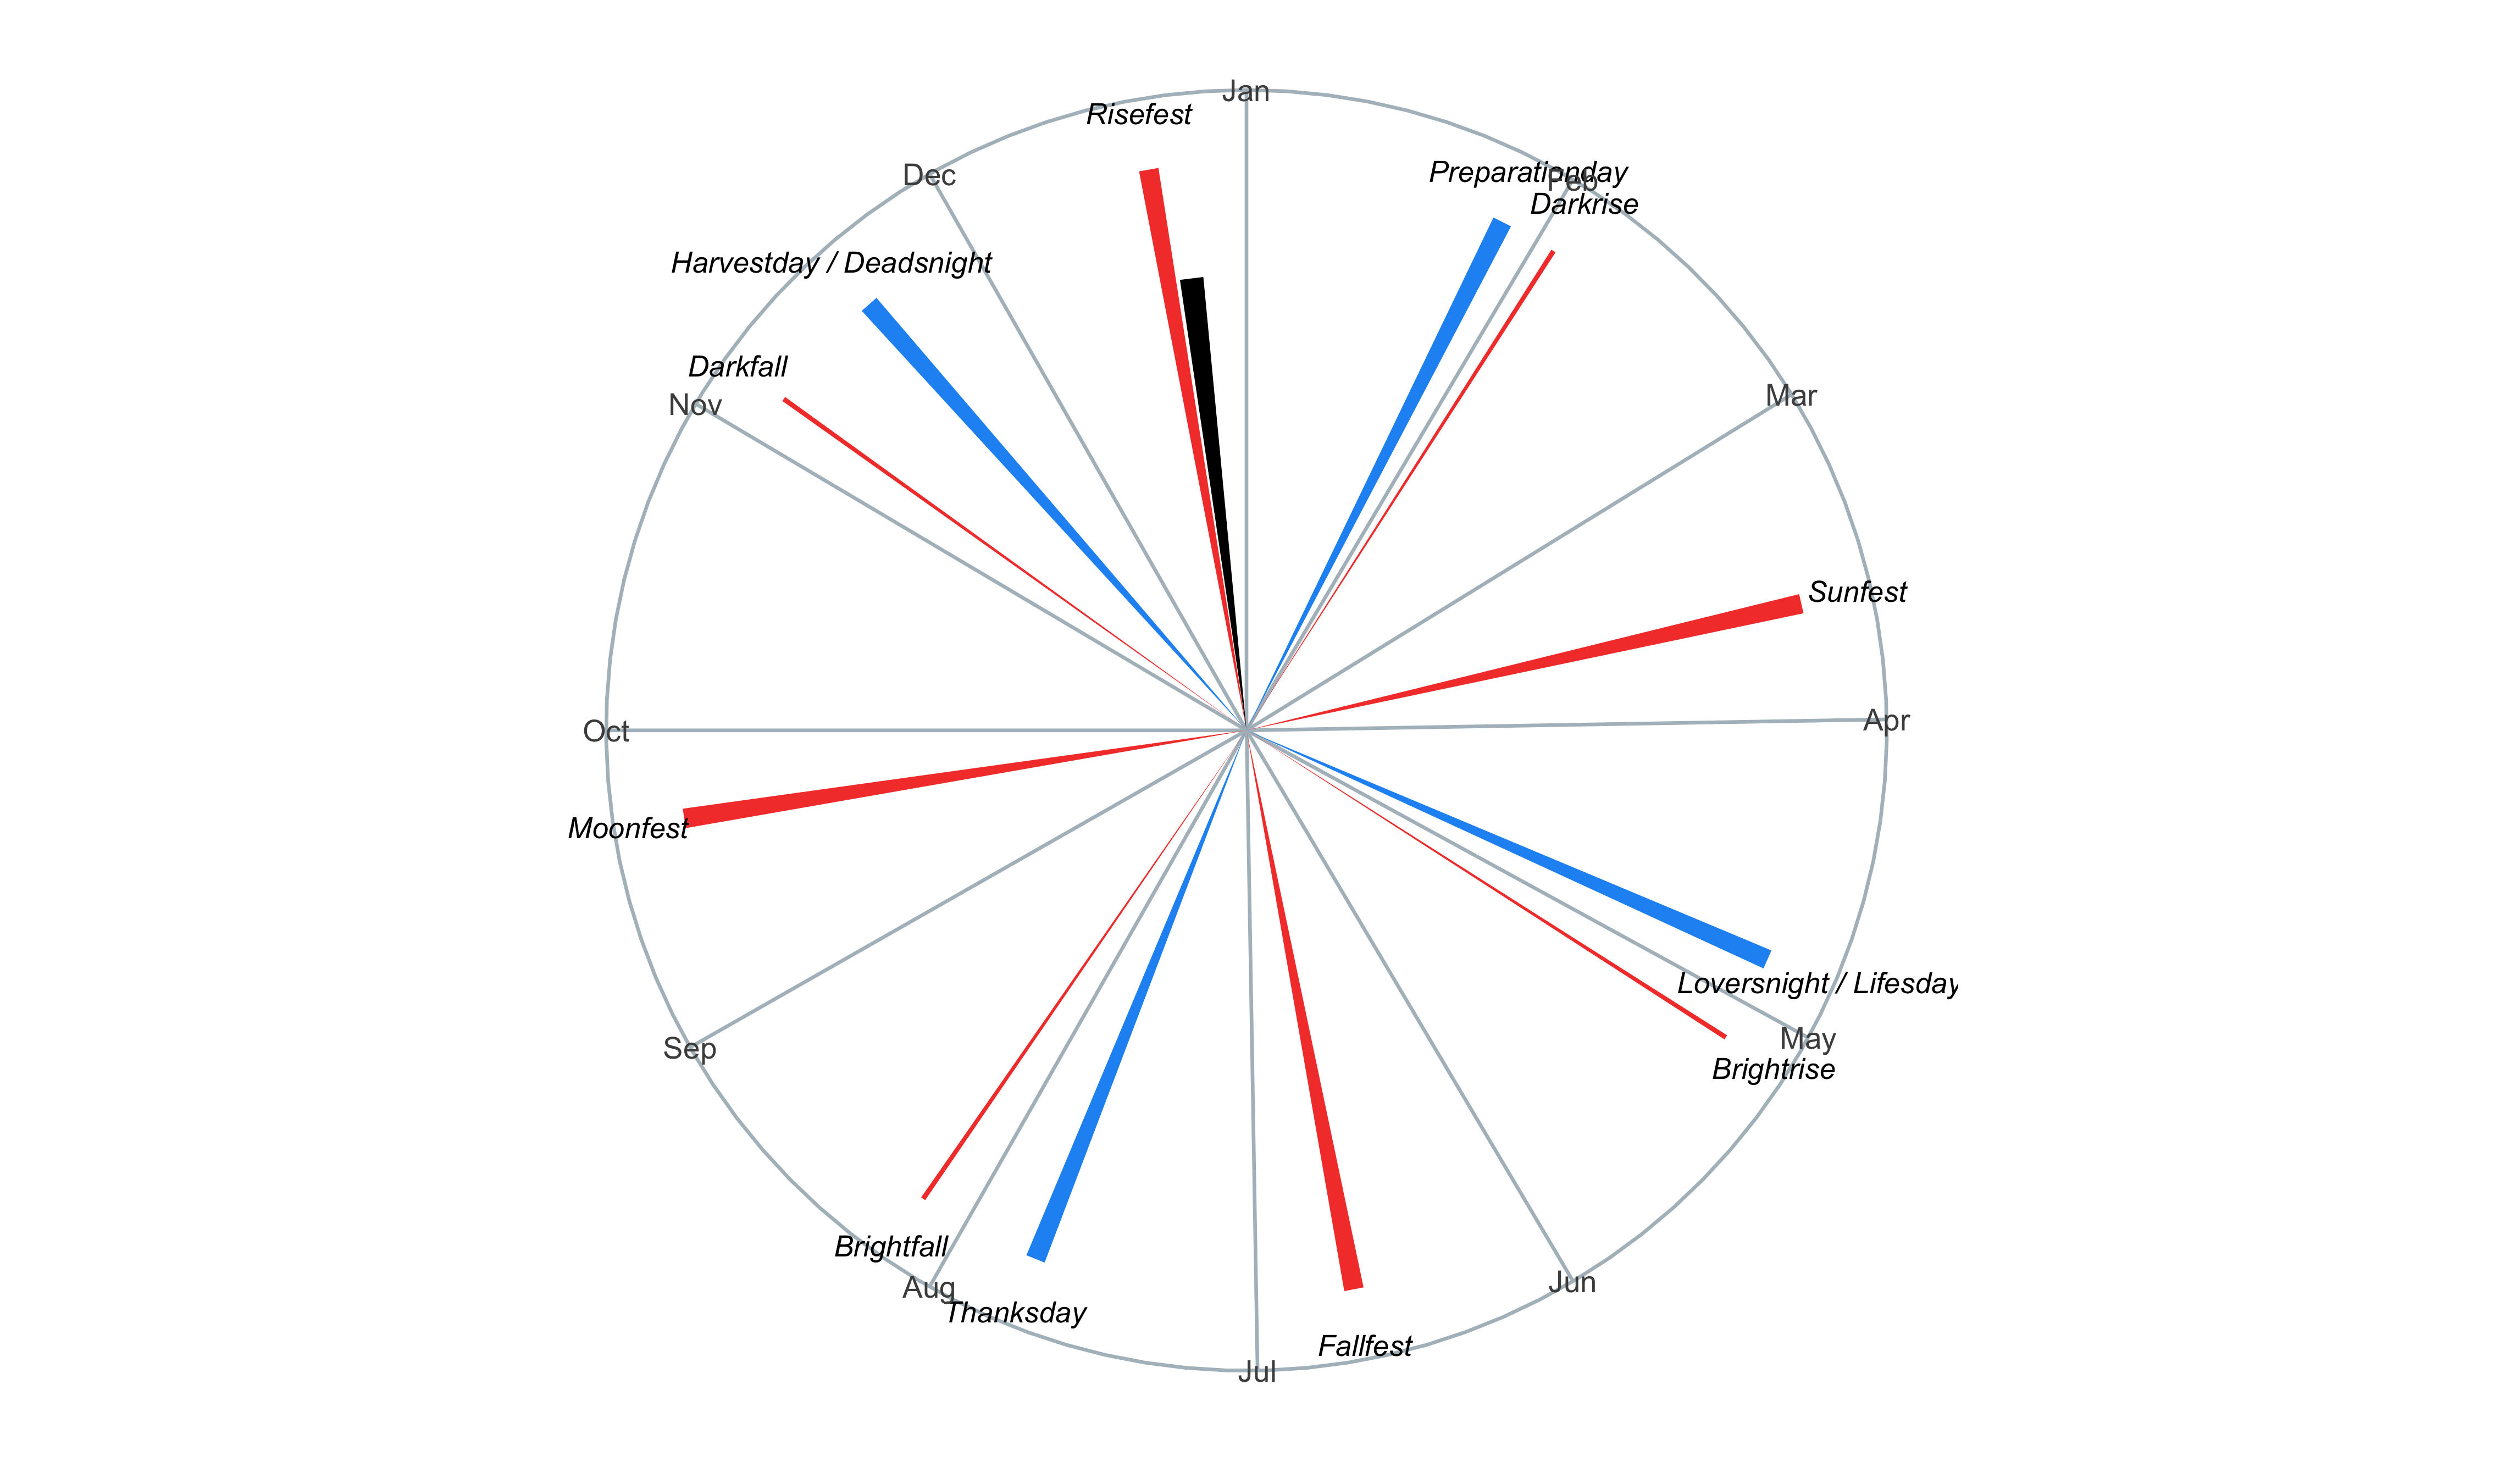 Jan
Risefest
Preparationday
Feb
Dec
Darkrise
Harvestday / Deadsnight
Darkfall
Mar
Nov
Sunfest
Apr
Oct
Moonfest
Loversnight / Lifesday
May
Sep
Brightrise
Brightfall
Jun
Aug
Thanksday
Fallfest
Jul